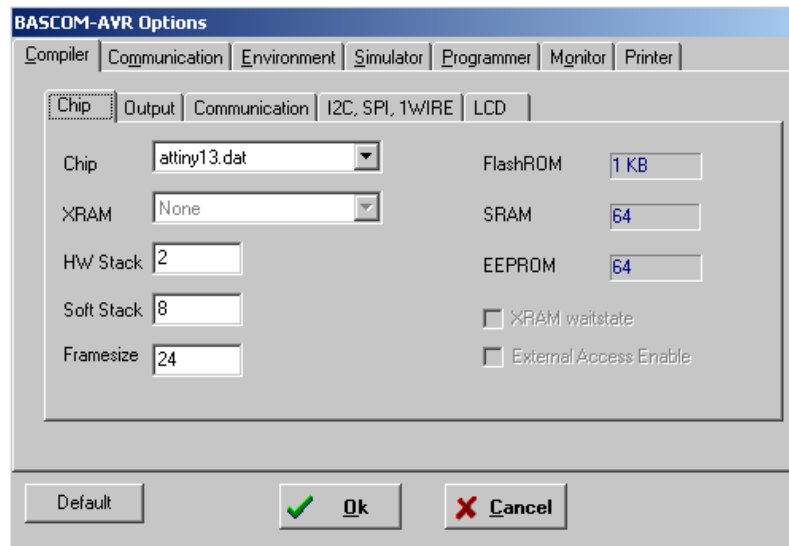 BASCOM-AVR Options
Compiler Communication Environment Simulator Programmer Monitor Printer
Chip Output Communication I2C, SPI, 1WIRE LCD
Chip attiny13.dat FlashROM 1 KB
XRAM None SRAM 64
HW Stack 2 EEPROM 64
Soft Stack 8 XRAM waitstate
Framesize 24 External Access Enable
Default Ok Cancel